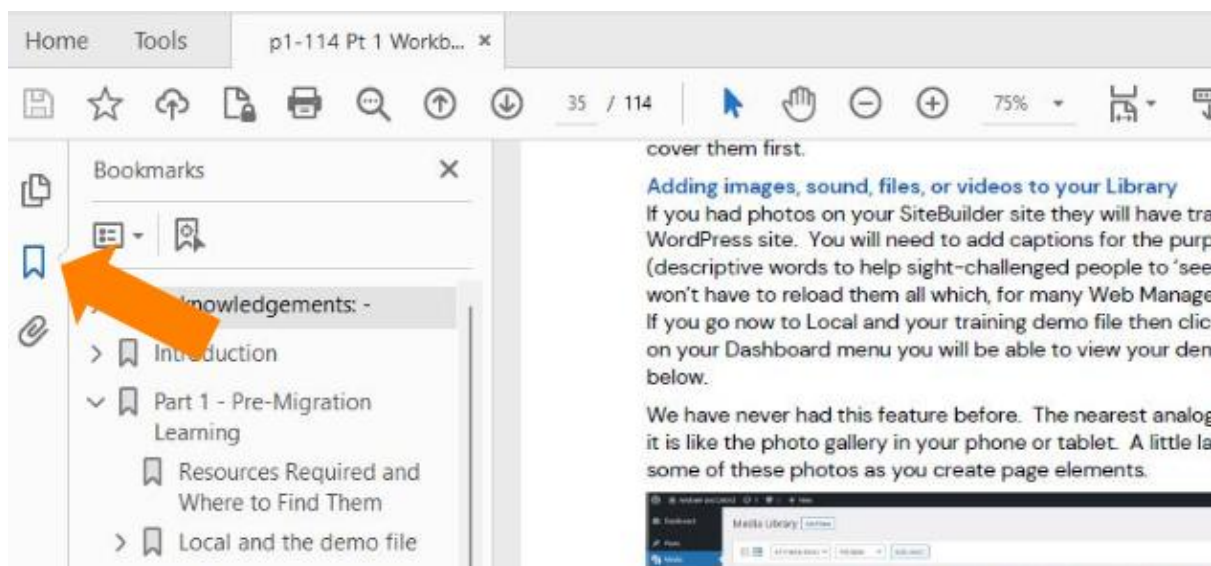 Home Tools p1-114 Pt 1 Workb... ×
35 / 114 75%
Bookmarks
knowledgements: -
Introduction
Part 1 - Pre-Migration
Learning
Resources Required and
Where to Find Them
Local and the demo file
cover them first.
Adding images, sound, files, or videos to your Library
If you had photos on your SiteBuilder site they will have tra
WordPress site. You will need to add captions for the purp
(descriptive words to help sight-challenged people to ‘see
won’t have to reload them all which, for many Web Manage
If you go now to Local and your training demo file then clic
on your Dashboard menu you will be able to view your den
below.
We have never had this feature before. The nearest analog
it is like the photo gallery in your phone or tablet. A little la
some of these photos as you create page elements.
Dashboard
Media Library
Posts
Media